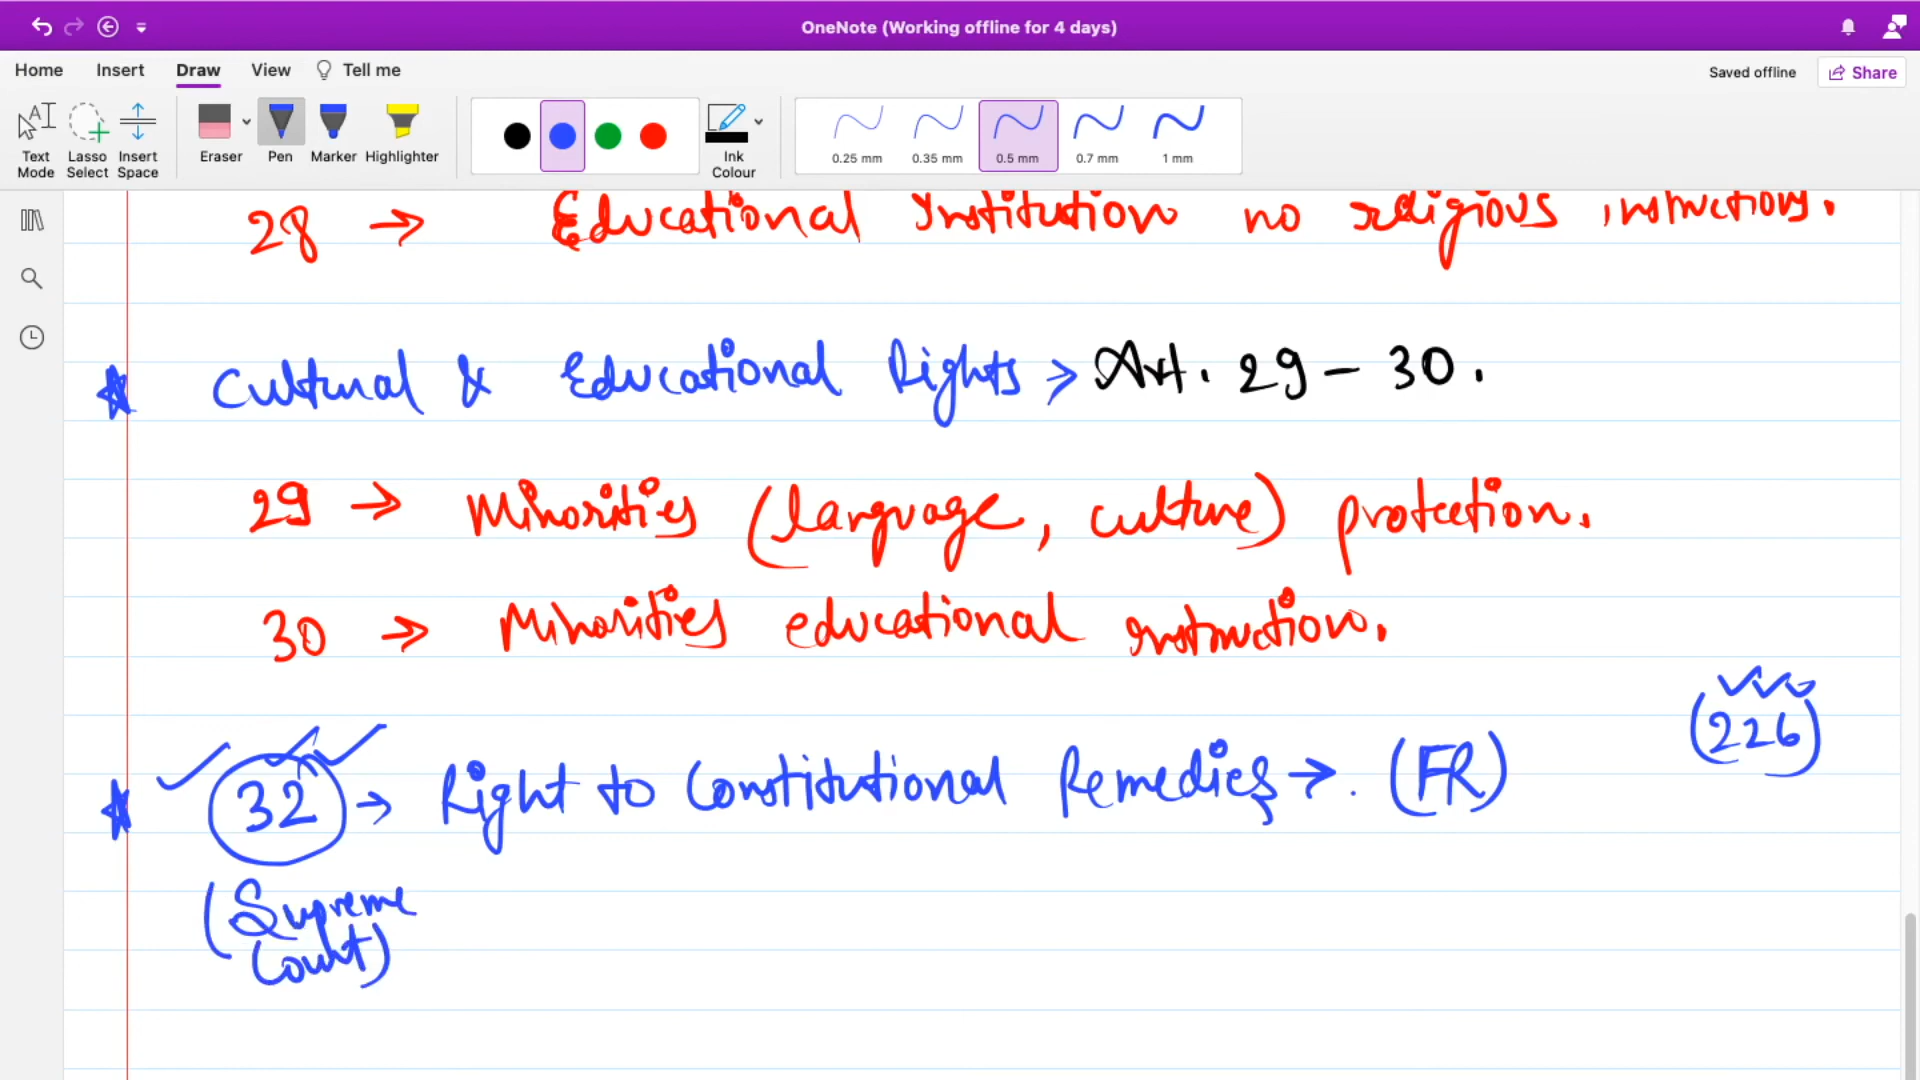 OneNote (Working offline for 4 days)
Home Insert Draw View Tell me Saved offline Share
Text Mode Lasso Select Insert Space Eraser Pen Marker Highlighter Ink Colour 0.25 mm 0.35 mm 0.5 mm 0.7 mm 1 mm
28 → Educational Institution no religious instructions.
Cultural & Educational Rights > Art. 29 - 30.
29 → Minorities (language, culture) protection.
30 → Minorities educational instruction.
(226)
32 → Right to Constitutional Remedies → . (FR)
(Supreme
Court)